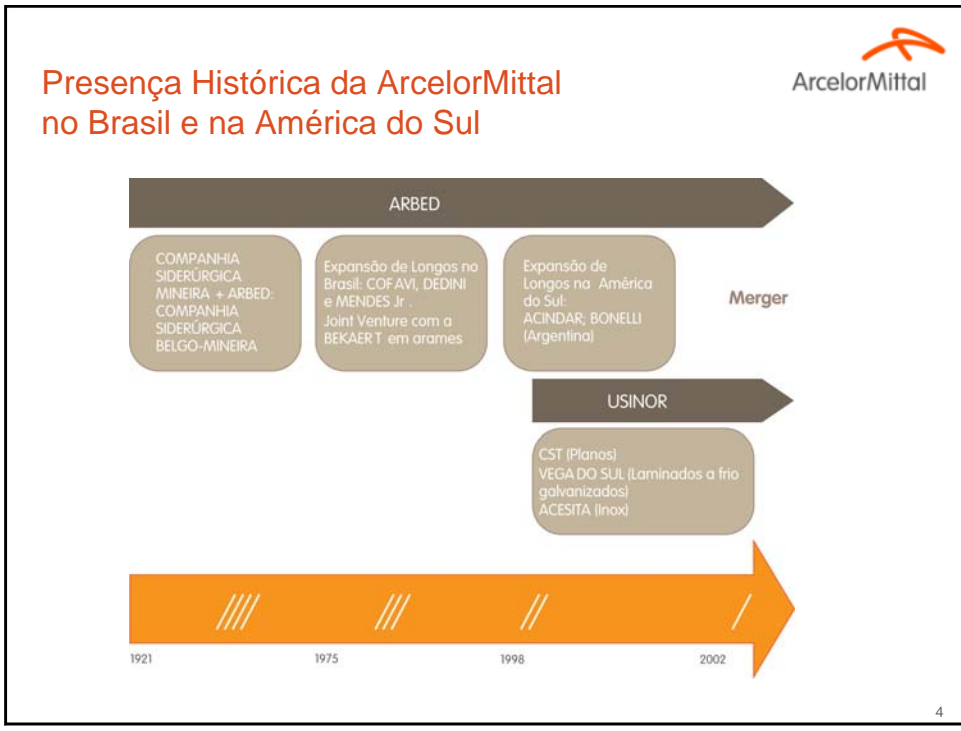 ArcelorMittal
Presença Histórica da ArcelorMittal
no Brasil e na América do Sul
ARBED
COMPANHIA
SIDERÚRGICA
MINEIRA + ARBED:
COMPANHIA
SIDERÚRGICA
BELGO-MINEIRA
Expansão de Longos no
Brasil: COFAVI, DEDINI
e MENDES Jr .
Joint Venture com a
BEKAER T em arames
Expansão de
Longos na América
do Sul:
ACINDAR; BONELLI
(Argentina)
Merger
USINOR
CST (Planos)
VEGA DO SUL (Laminados a frio
galvanizados)
ACESITA (Inox)
1921
1975
1998
2002
4